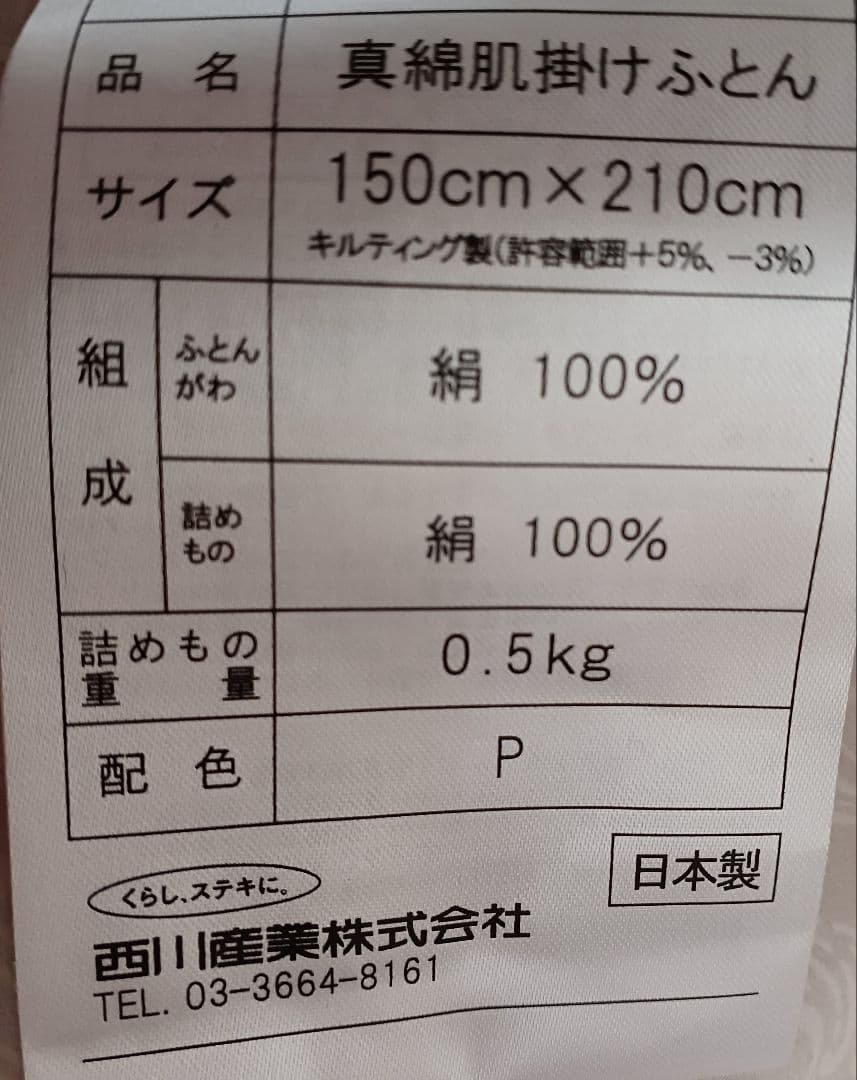 品 名 真綿肌掛けふとん
サイズ 150cm×210cm
キルティング製(許容範囲+5%、-3%)
組成 ふとんがわ 絹 100%
詰めもの 絹 100%
詰めもの重量 0.5kg
配 色 P
くらし、ステキに。
日本製
西川産業株式会社
TEL. 03-3664-8161